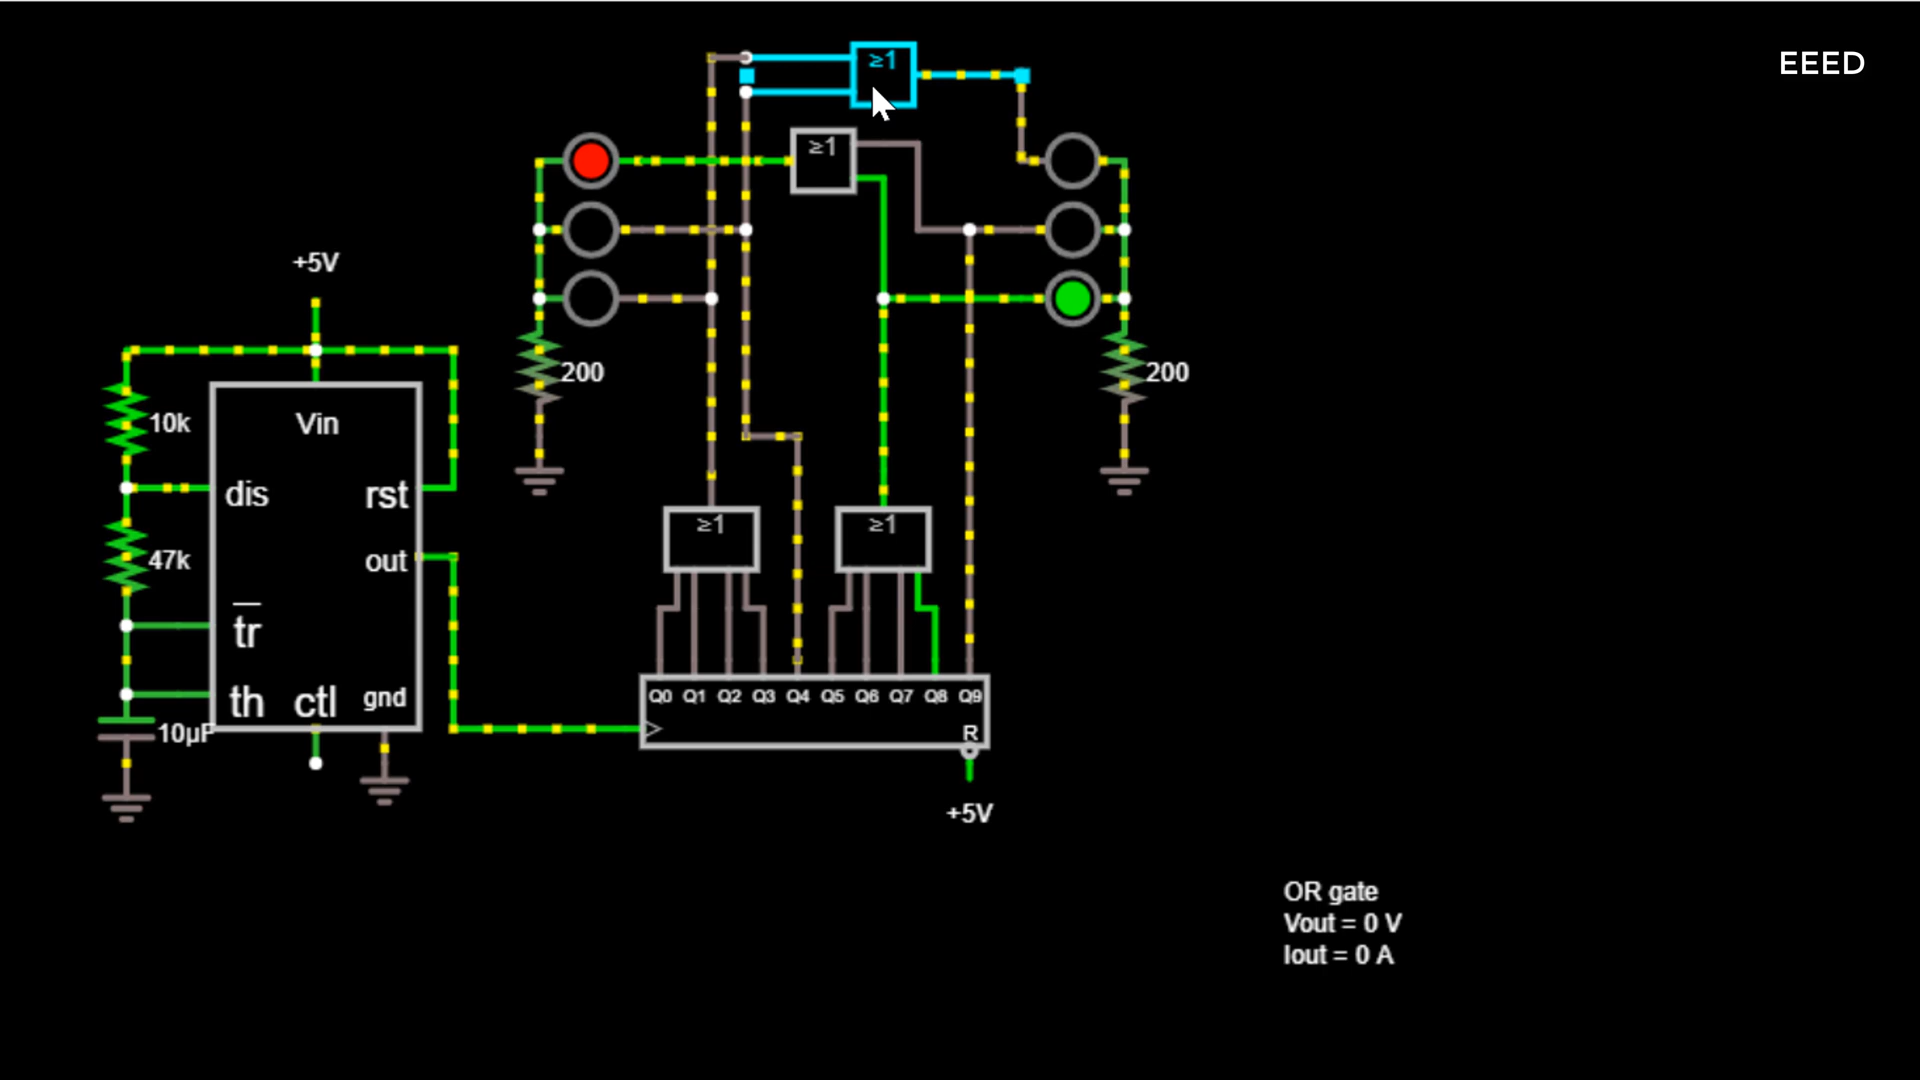 EEED
≥1
≥1
+5V
200
200
10k
Vin
dis
rst
≥1
≥1
47k
out
tr
th
ctl
gnd
10µF
Q0 Q1 Q2 Q3 Q4 Q5 Q6 Q7 Q8 Q9
R
+5V
OR gate
Vout = 0 V
Iout = 0 A